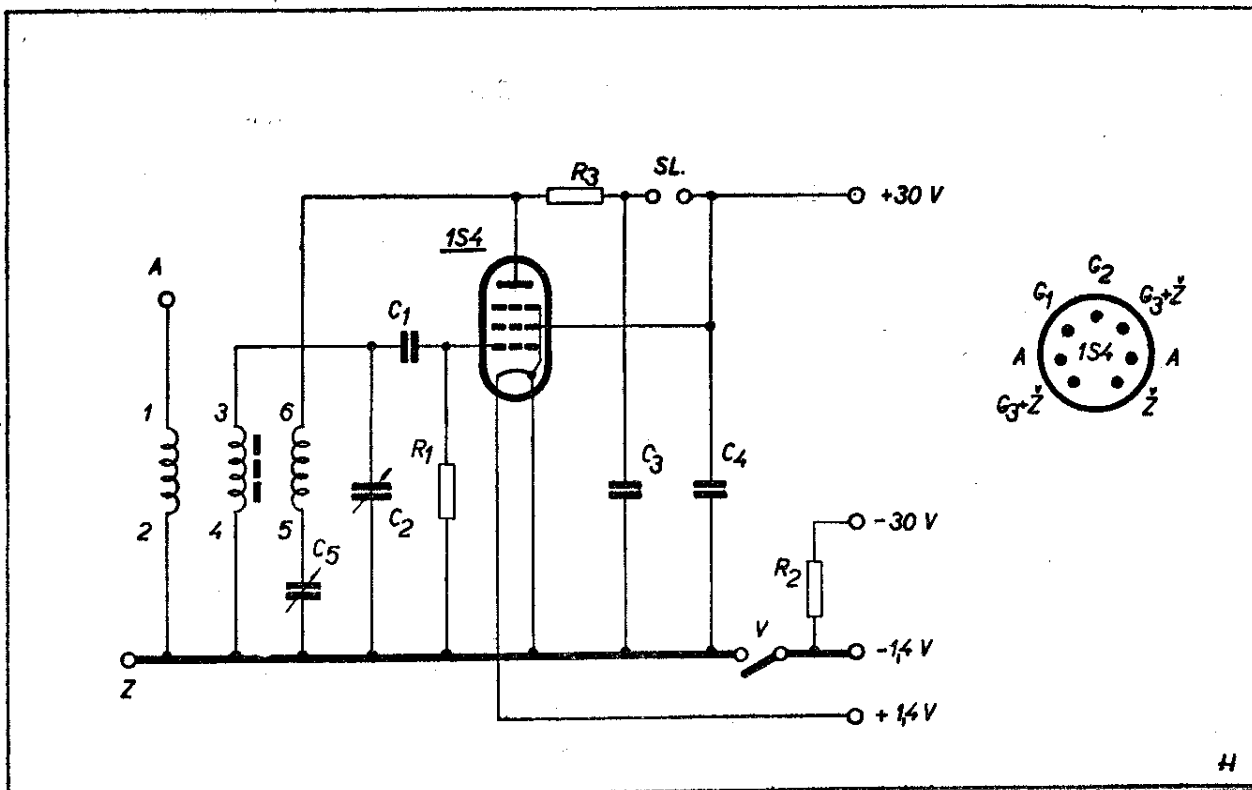 R3
SL.
+30 V
1S4
A
C1
1
3
6
R1
2
4
5
C5
C2
C3
C4
-30 V
R2
V
-1,4 V
Z
+1,4 V
G2
G1
G3+Ž
A
1S4
A
G3+Ž
Ž
H